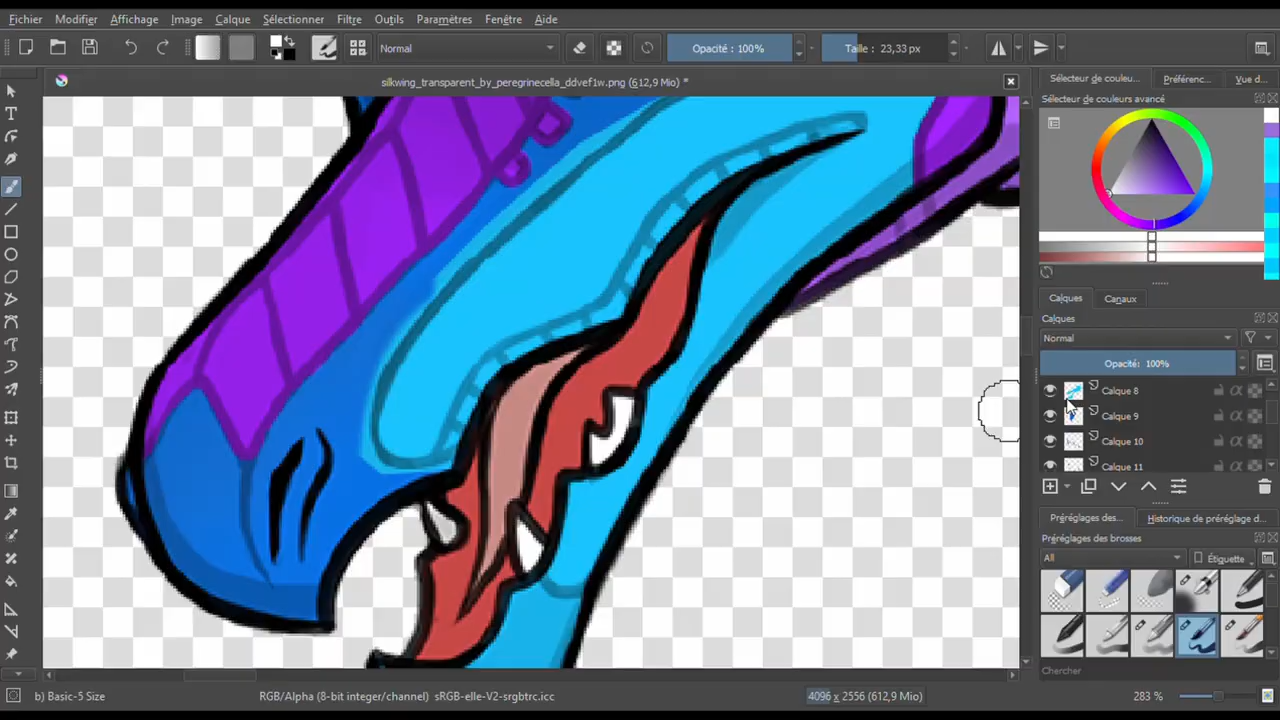 Fichier Modifier Affichage Image Calque Sélectionner Filtre Outils Paramètres Fenêtre Aide
Normal Opacité : 100% Taille : 23,33 px
silkwing_transparent_by_peregrinecella_ddvef1w.png (612,9 Mio) *
Sélecteur de couleu... Préférenc... Vue d...
Sélecteur de couleurs avancé
Calques Canaux
Calques
Normal
Opacité: 100%
Calque 8
Calque 9
Calque 10
Calque 11
Préréglages des... Historique de préréglage d...
Préréglages des brosses
All Étiquette
Chercher
b) Basic-5 Size RGB/Alpha (8-bit integer/channel) sRGB-elle-V2-srgbtrc.icc 4096 x 2556 (612,9 Mio) 283 %